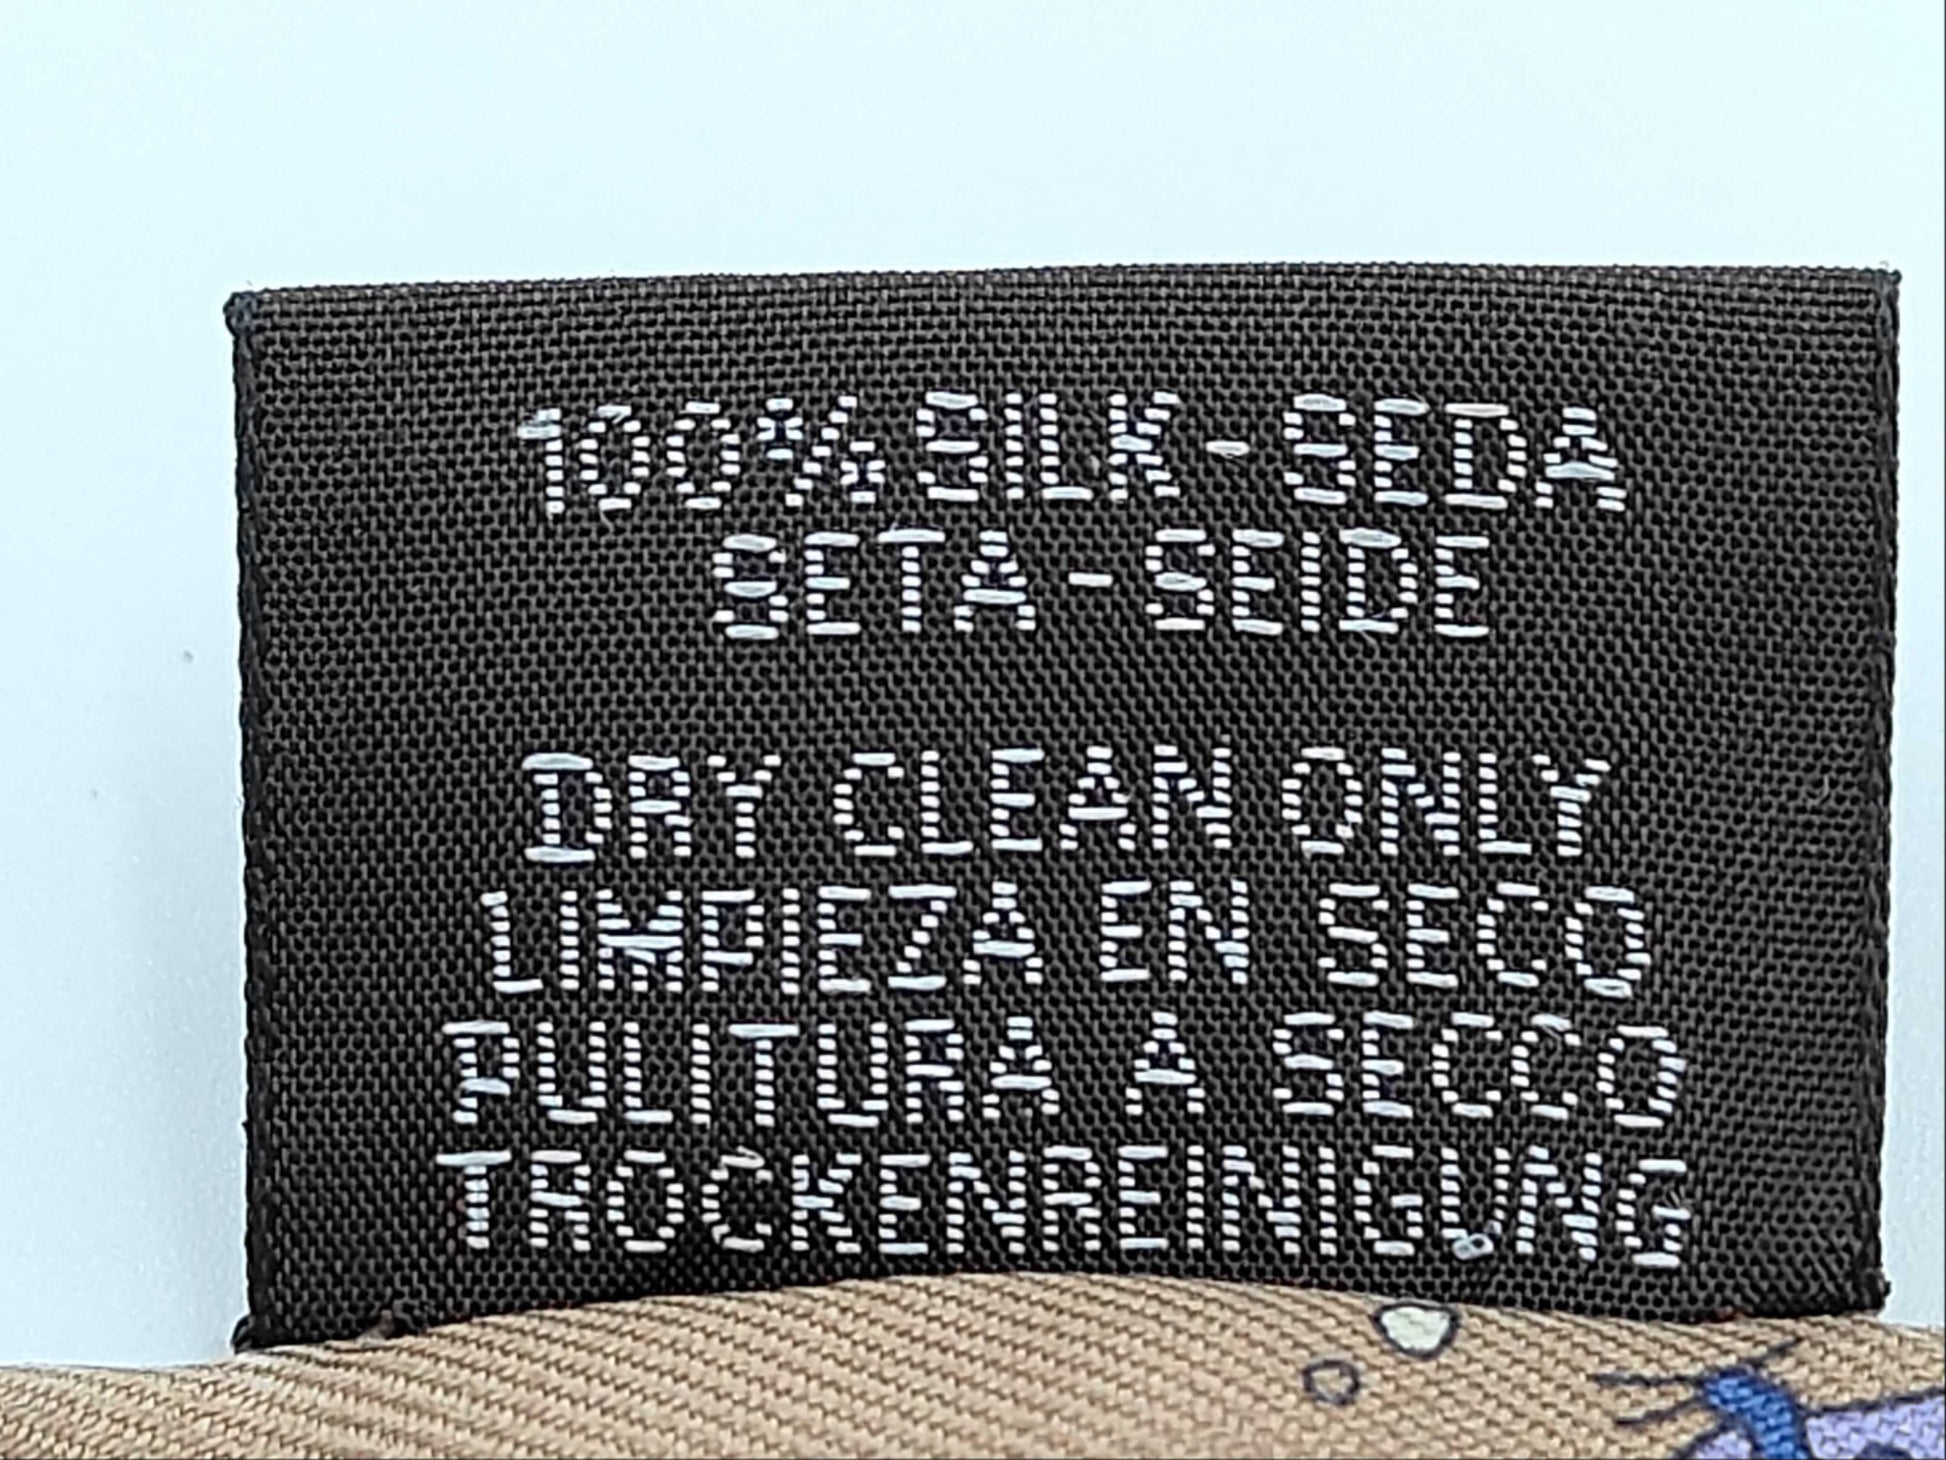 100% SILK - SEDA
SETA - SEIDE
DRY CLEAN ONLY
LIMPIEZA EN SECO
PULITURA A SECCO
TROCKENREINIGUNG